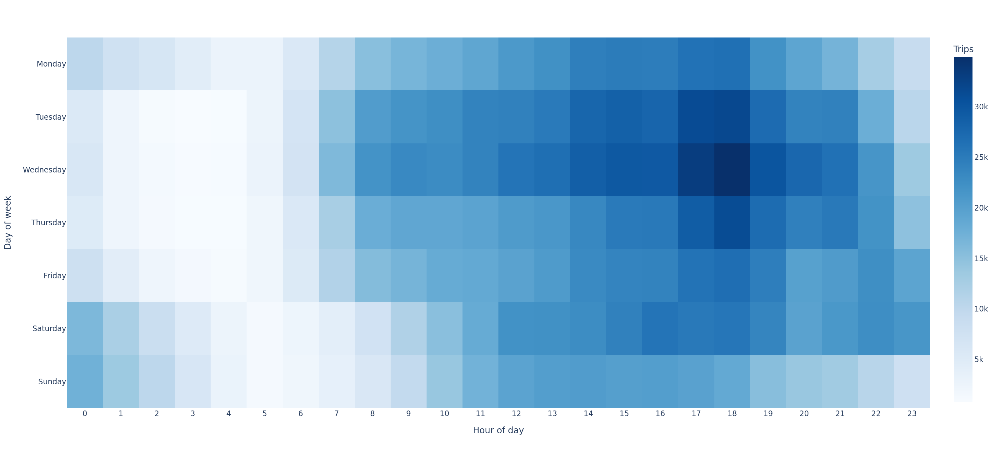 Trips
Monday
Tuesday
Wednesday
Thursday
Friday
Saturday
Sunday
Day of week
0 1 2 3 4 5 6 7 8 9 10 11 12 13 14 15 16 17 18 19 20 21 22 23
Hour of day
30k
25k
20k
15k
10k
5k